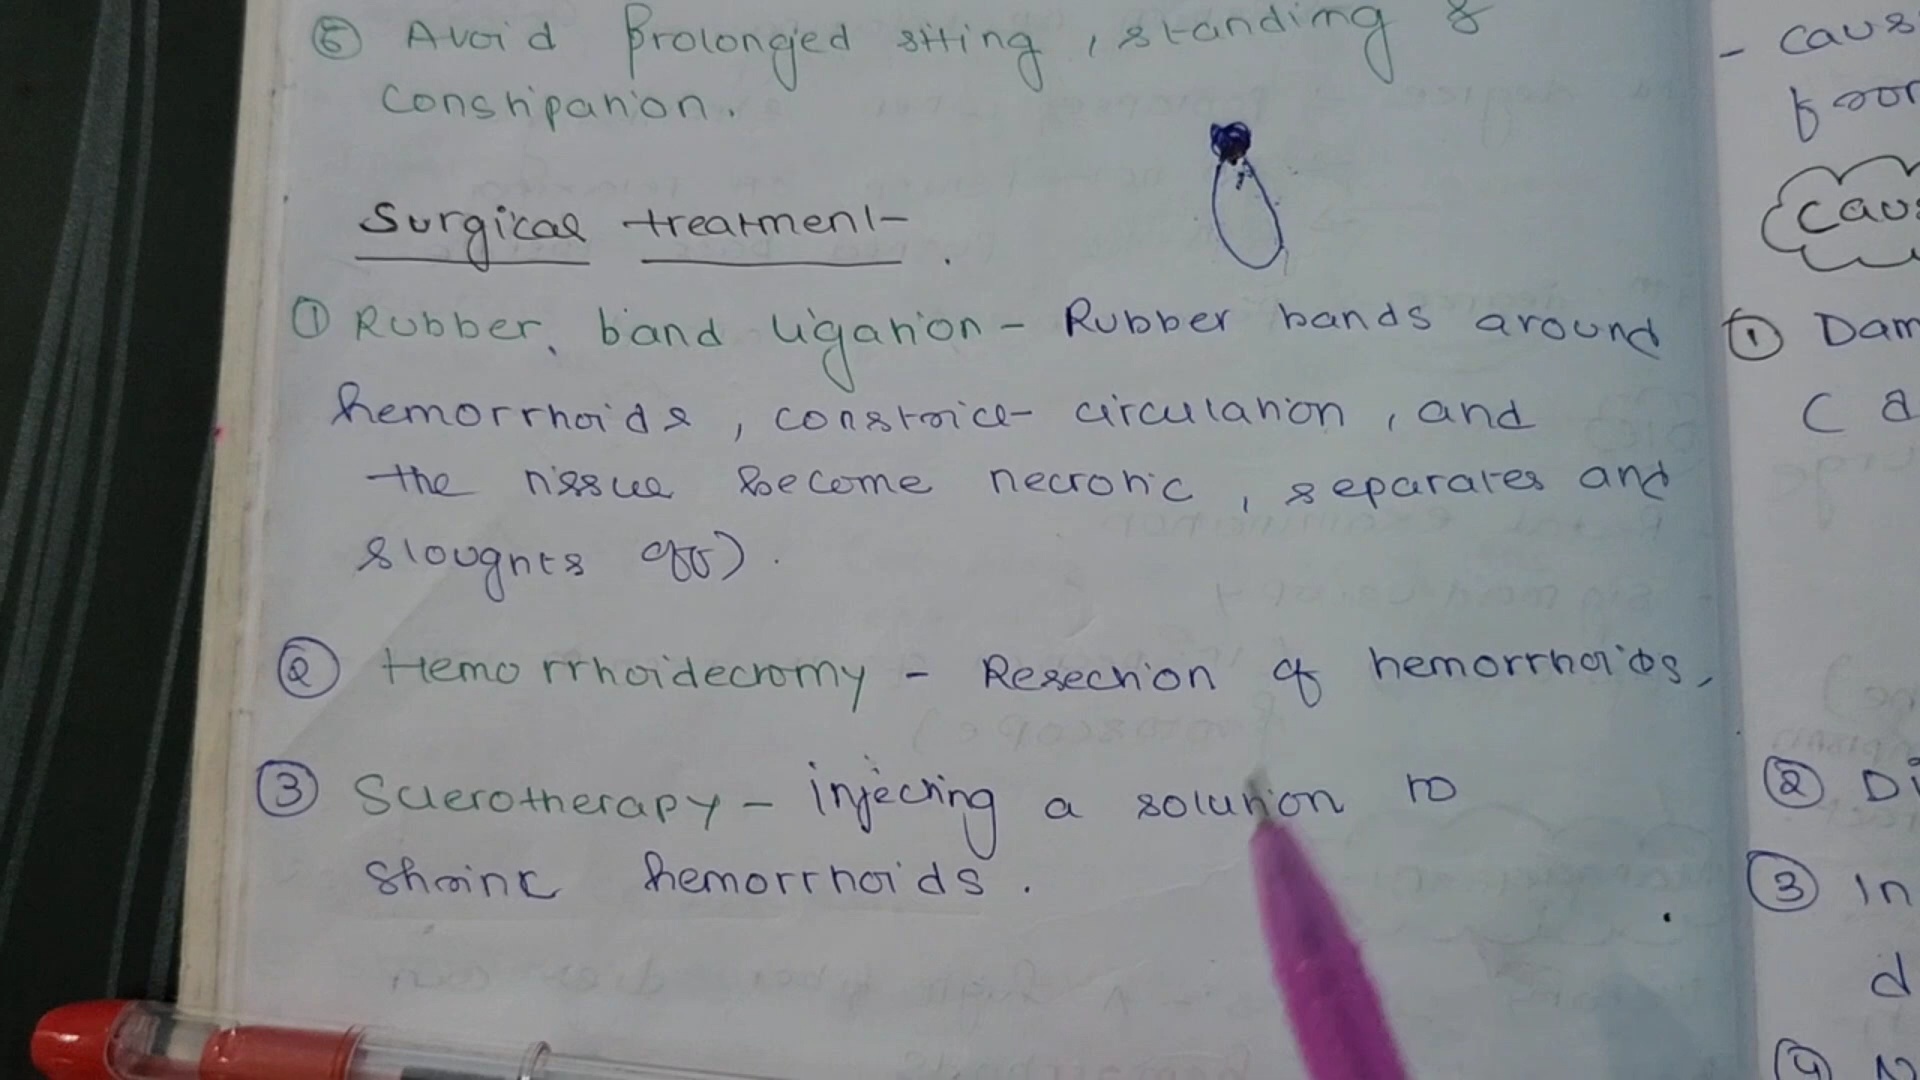 ⑤ Avoid Prolonged sitting, standing &
constipation.
Surgical treatment.
① Rubber band ligation - Rubber bands around
hemorrhoids, constrict circulation, and
the tissue become necrotic, separates and
sloughts off).
② Hemorrhoidectomy - Resection of hemorrhoids,
③ Sclerotherapy - injecting a solution to
shrink hemorrhoids.
- caus
caus
① Dam
C a
② Di
③ In
d
④ N